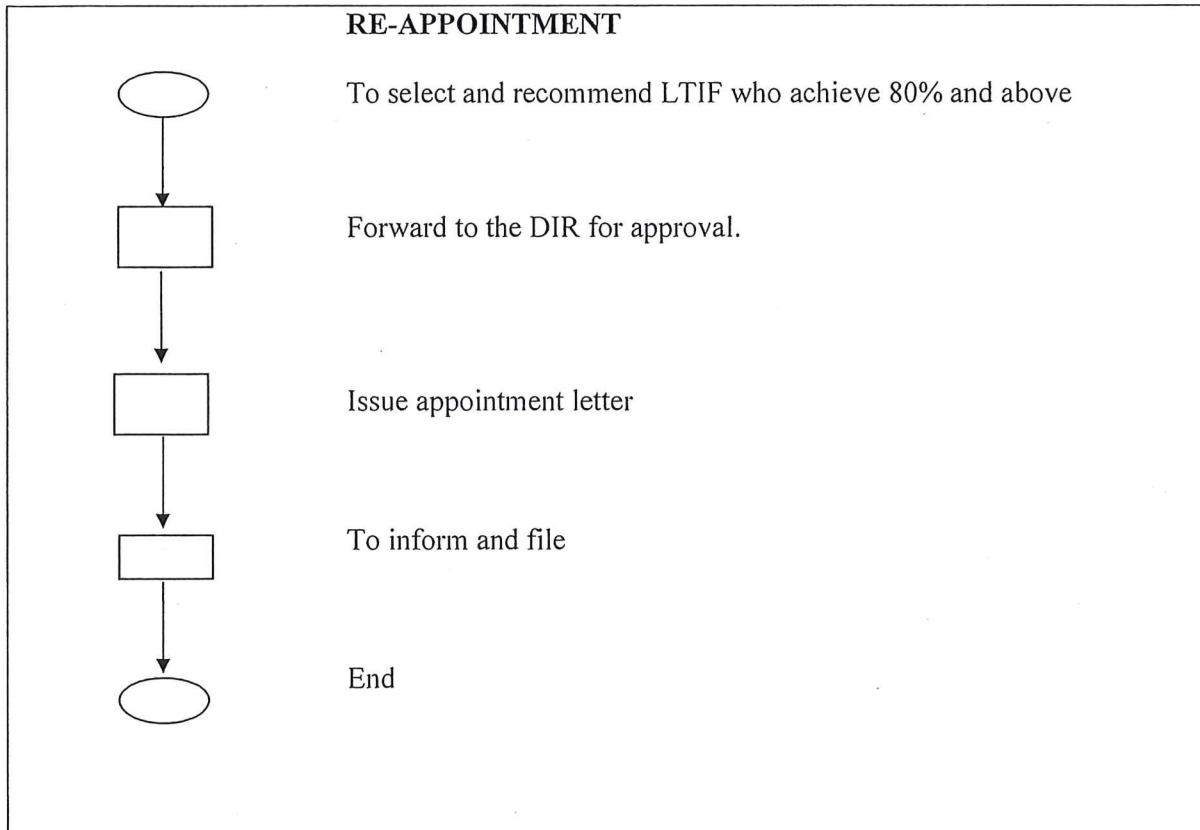 RE-APPOINTMENT
To select and recommend LTIF who achieve 80% and above
Forward to the DIR for approval.
Issue appointment letter
To inform and file
End